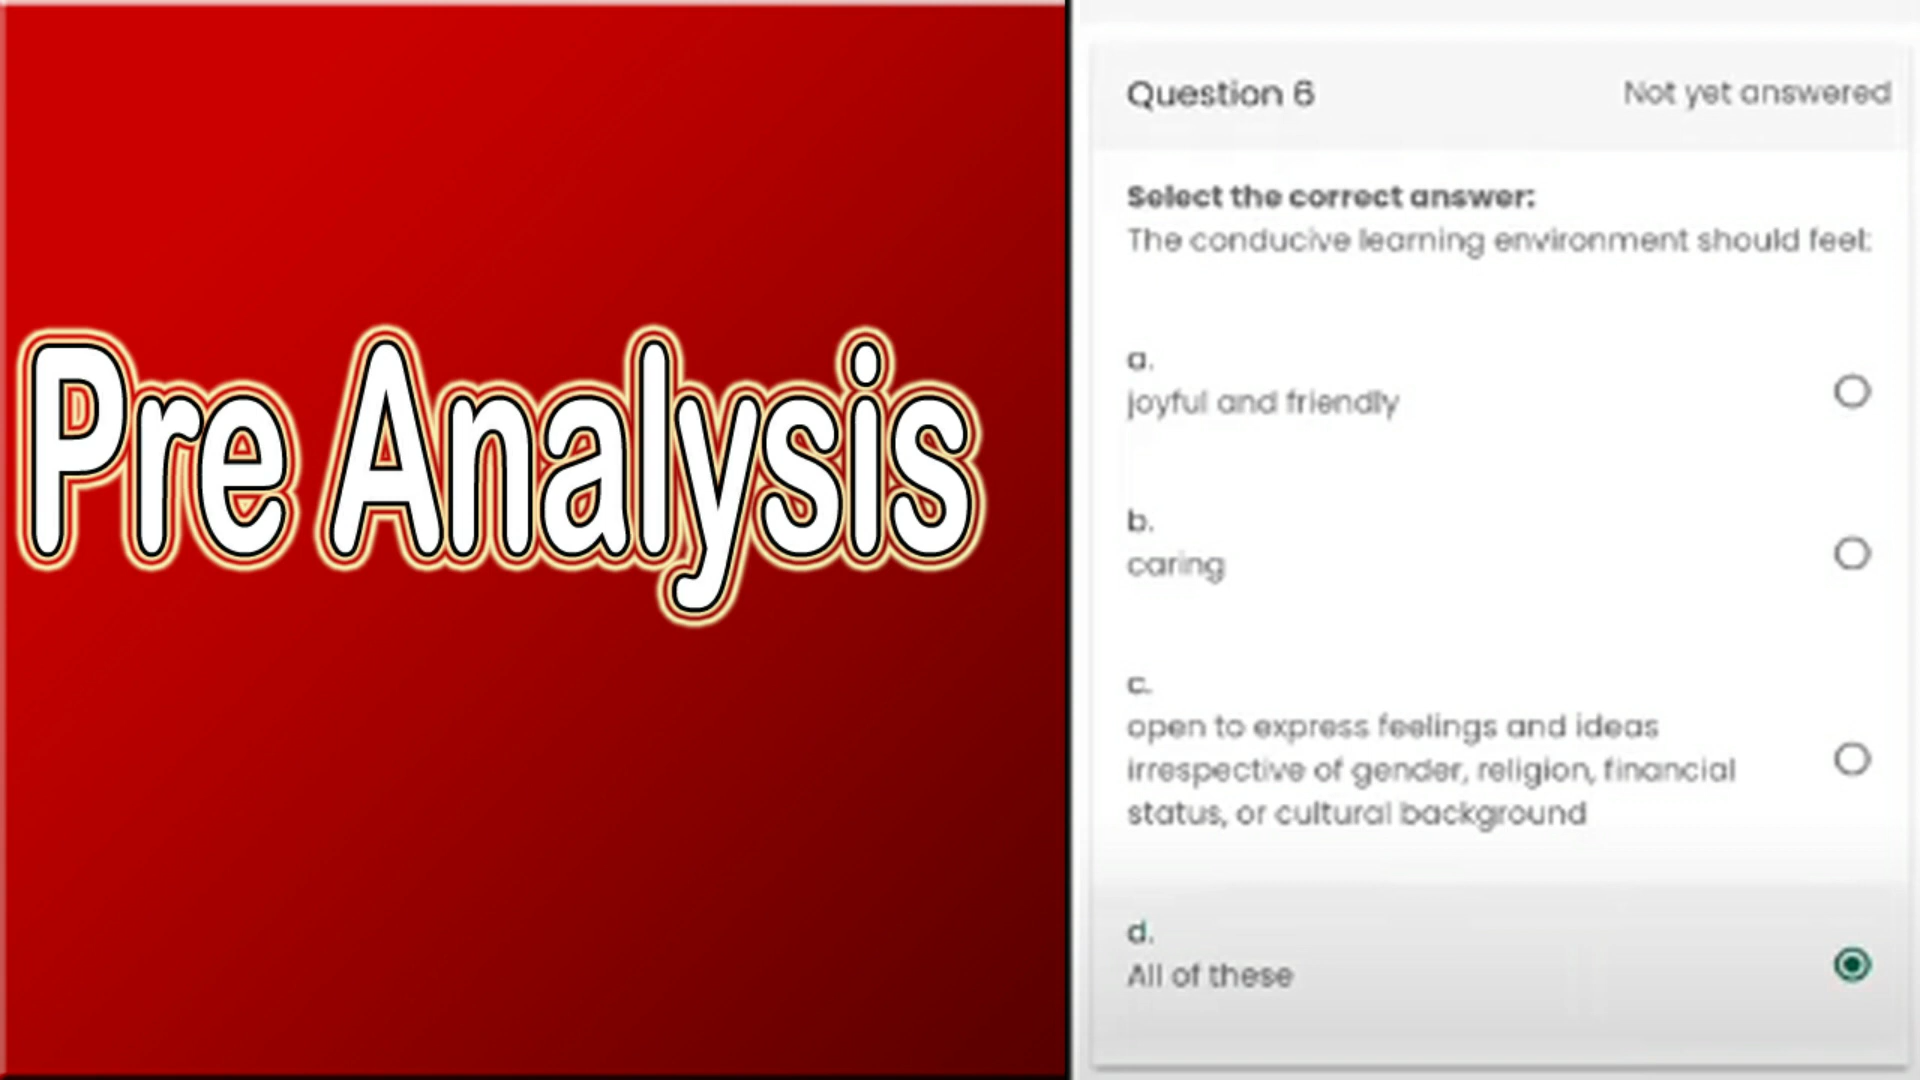 Pre Analysis
Question 6
Not yet answered
Select the correct answer:
The conducive learning environment should feel:
a.
joyful and friendly
b.
caring
c.
open to express feelings and ideas
irrespective of gender, religion, financial
status, or cultural background
d.
All of these